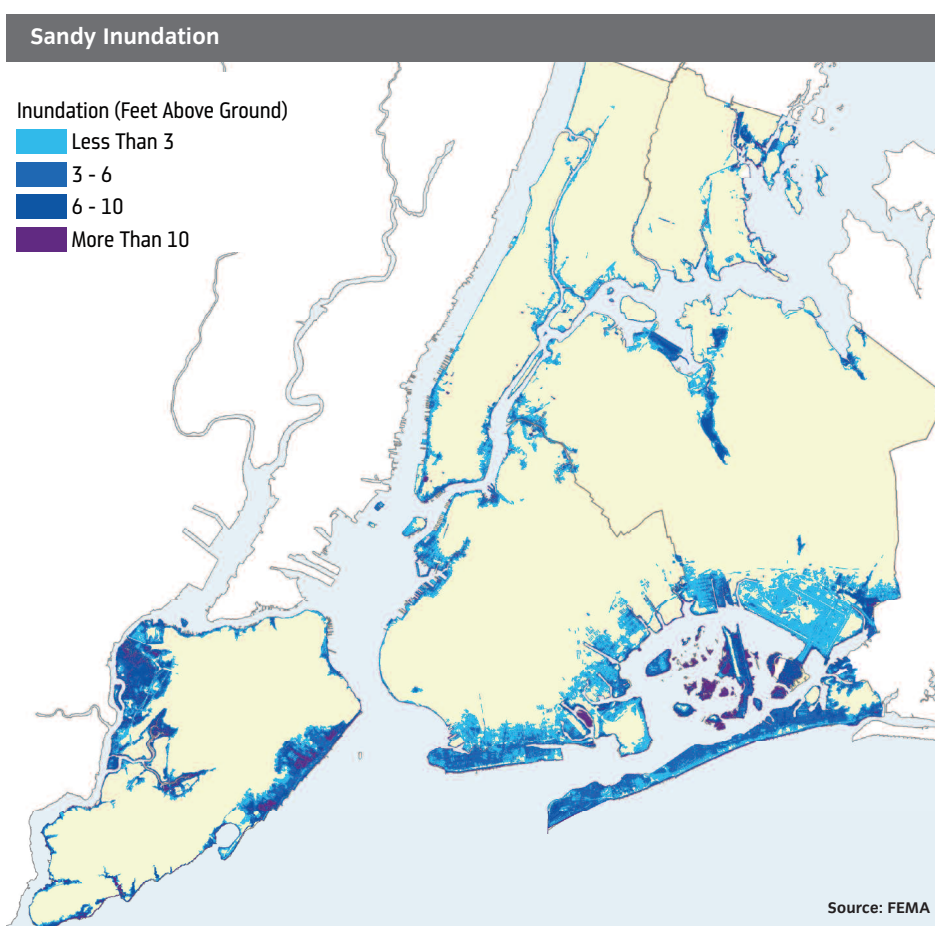 Sandy Inundation
Inundation (Feet Above Ground)
Less Than 3
3 - 6
6 - 10
More Than 10
Source: FEMA